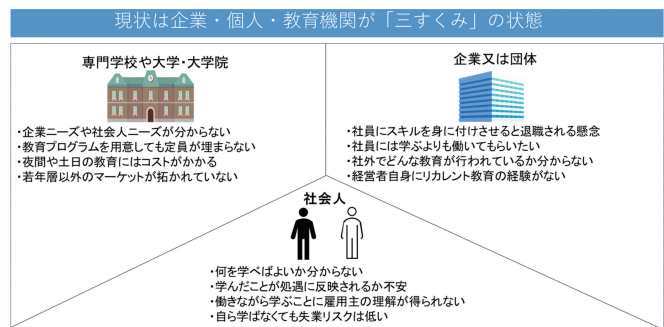 現状は企業・個人・教育機関が「三すくみ」の状態
専門学校や大学・大学院
・企業ニーズや社会人ニーズが分からない
・教育プログラムを用意しても定員が埋まらない
・夜間や土日の教育にはコストがかかる
・若年層以外のマーケットが拓かれていない
企業又は団体
・社員にスキルを身に付けさせると退職される懸念
・社員には学ぶよりも働いてもらいたい
・社外でどんな教育が行われているか分からない
・経営者自身にリカレント教育の経験がない
社会人
・何を学べばよいか分からない
・学んだことが処遇に反映されるか不安
・働きながら学ぶことに雇用主の理解が得られない
・自ら学ばなくても失業リスクは低い